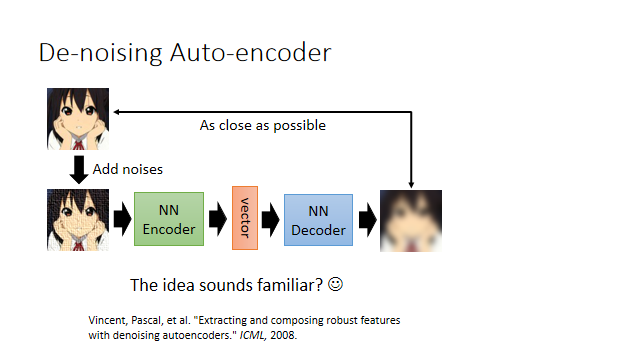 De-noising Auto-encoder
As close as possible
Add noises
NN
Encoder
vector
NN
Decoder
The idea sounds familiar? ☺
Vincent, Pascal, et al. "Extracting and composing robust features
with denoising autoencoders." ICML, 2008.